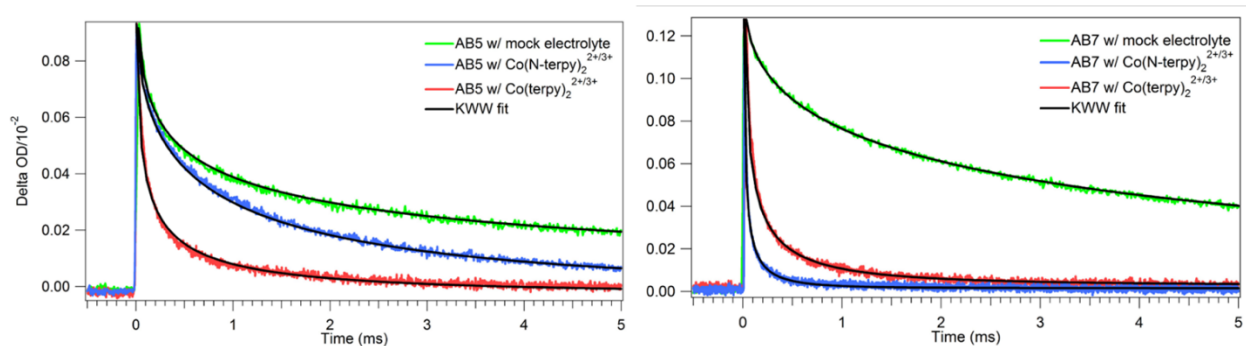 AB5 w/ mock electrolyte
AB5 w/ Co(N-terpy)₂²⁺/³⁺
AB5 w/ Co(terpy)₂²⁺/³⁺
KWW fit
Delta OD/10⁻²
0.08
0.06
0.04
0.02
0.00
0 1 2 3 4 5
Time (ms)
AB7 w/ mock electrolyte
AB7 w/ Co(N-terpy)₂²⁺/³⁺
AB7 w/ Co(terpy)₂²⁺/³⁺
KWW fit
0.12
0.10
0.08
0.06
0.04
0.02
0.00
0 1 2 3 4 5
Time (ms)